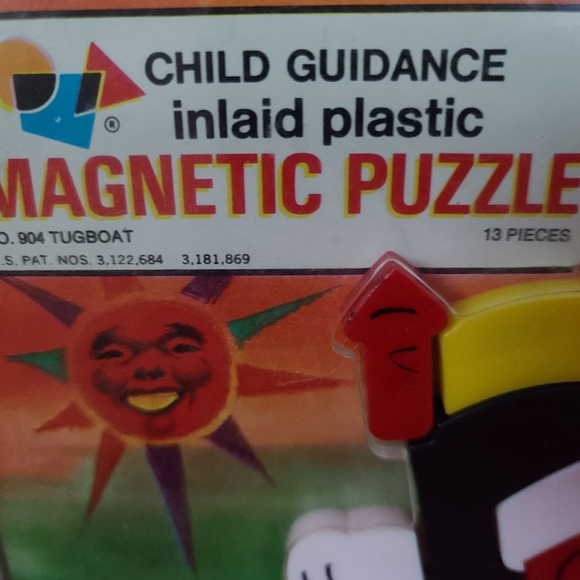 CHILD GUIDANCE
®
inlaid plastic
MAGNETIC PUZZLE
O. 904 TUGBOAT 13 PIECES
.S. PAT. NOS. 3,122,684 3,181,869